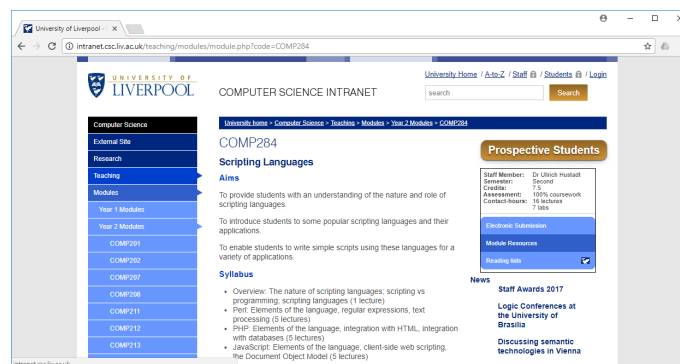 University of Liverpool -
intranet.csc.liv.ac.uk/teaching/modules/module.php?code=COMP284
UNIVERSITY OF
LIVERPOOL
COMPUTER SCIENCE INTRANET
University Home / A-to-Z / Staff / Students / Login
search
Search
Computer Science
External Site
Research
Teaching
Modules
Year 1 Modules
Year 2 Modules
COMP201
COMP202
COMP207
COMP208
COMP211
COMP212
COMP213
University home > Computer Science > Teaching > Modules > Year 2 Modules > COMP284
COMP284
Scripting Languages
Aims
To provide students with an understanding of the nature and role of
scripting languages.
To introduce students to some popular scripting languages and their
applications.
To enable students to write simple scripts using these languages for a
variety of applications.
Syllabus
• Overview: The nature of scripting languages; scripting vs
programming; scripting languages (1 lecture)
• Perl: Elements of the language, regular expressions, text
processing (5 lectures)
• PHP: Elements of the language, integration with HTML, integration
with databases (5 lectures)
• JavaScript: Elements of the language, client-side web scripting,
the Document Object Model (5 lectures)
Prospective Students
Staff Member: Dr Ullrich Hustadt
Semester: Second
Credits: 7.5
Assessment: 100% coursework
Contact-hours: 16 lectures
7 labs
Electronic Submission
Module Resources
Reading lists
News
Staff Awards 2017
Logic Conferences at
the University of
Brasilia
Discussing semantic
technologies in Vienna
intranet.csc.liv.ac.uk